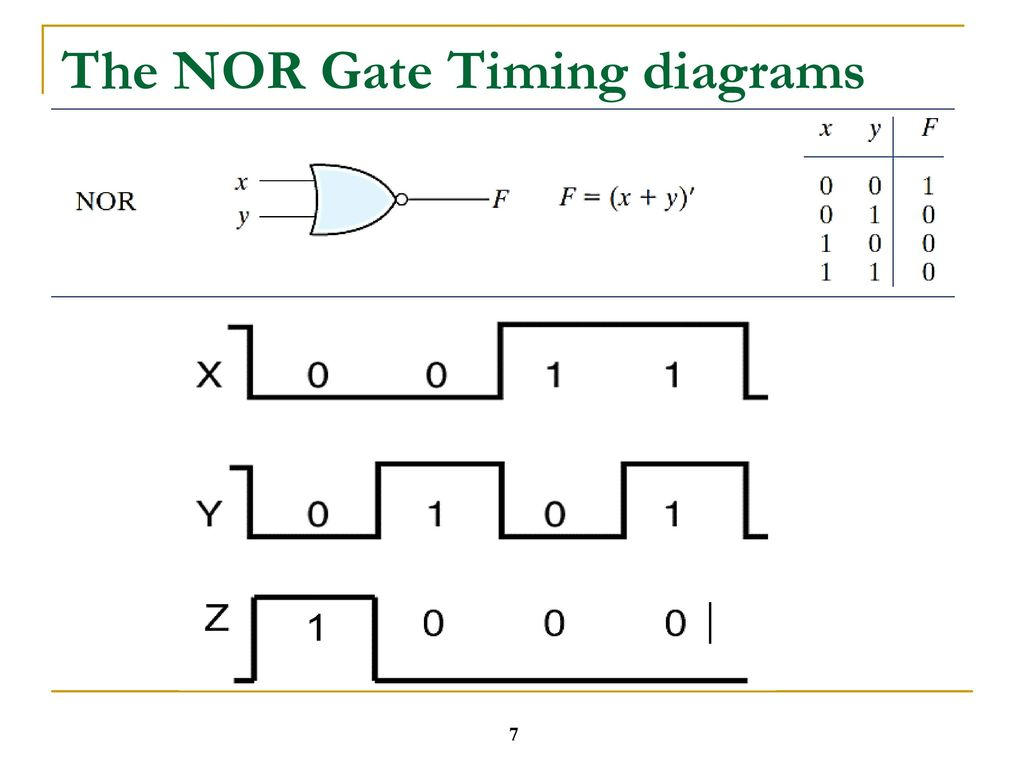 The NOR Gate Timing diagrams
x y F
NOR x y F F = (x + y)′
0 0 1
0 1 0
1 0 0
1 1 0
X 0 0 1 1
Y 0 1 0 1
Z 1 0 0 0
7